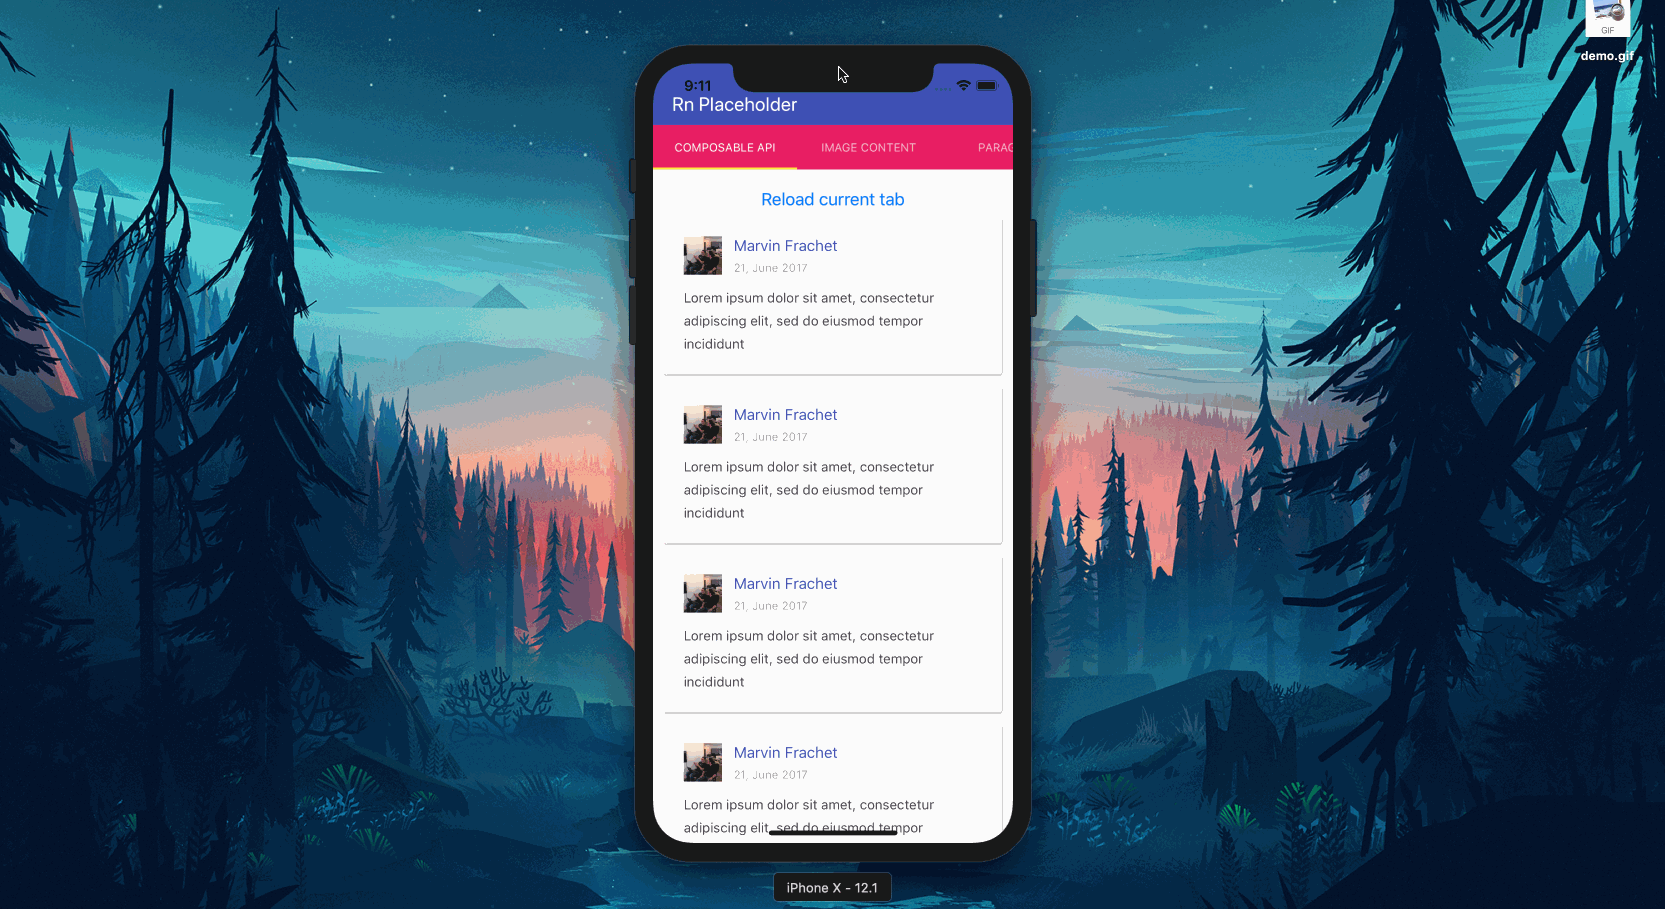 GIF
demo.gif
9:11
Rn Placeholder
COMPOSABLE API
IMAGE CONTENT
PARAG
Reload current tab
Marvin Frachet
21, June 2017
Lorem ipsum dolor sit amet, consectetur
adipiscing elit, sed do eiusmod tempor
incididunt
Marvin Frachet
21, June 2017
Lorem ipsum dolor sit amet, consectetur
adipiscing elit, sed do eiusmod tempor
incididunt
Marvin Frachet
21, June 2017
Lorem ipsum dolor sit amet, consectetur
adipiscing elit, sed do eiusmod tempor
incididunt
Marvin Frachet
21, June 2017
Lorem ipsum dolor sit amet, consectetur
adipiscing elit, sed do eiusmod tempor
iPhone X - 12.1